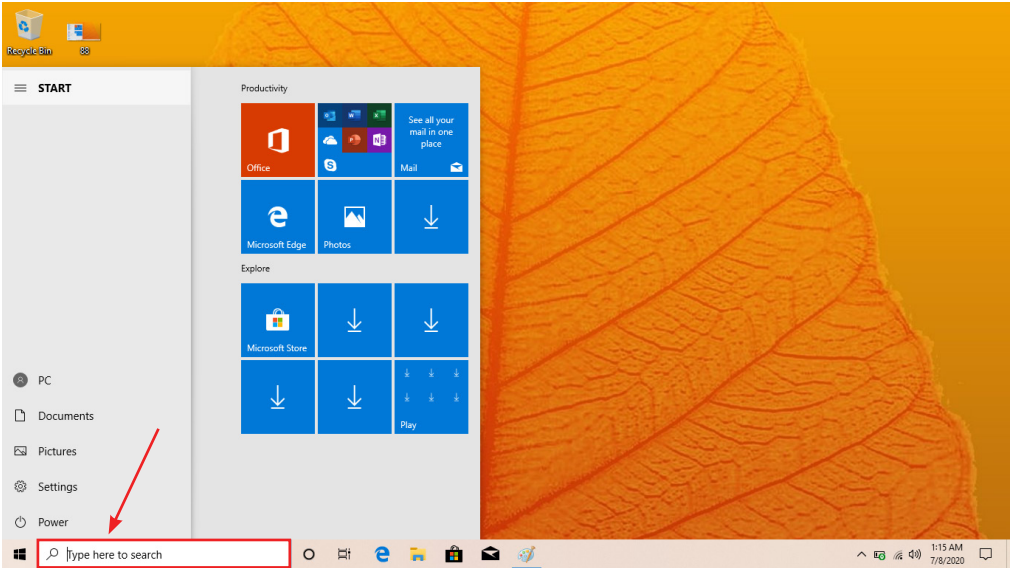 Recycle Bin
88
START
Productivity
Office
See all your
mail in one
place
Mail
Microsoft Edge
Photos
Explore
Microsoft Store
Play
PC
Documents
Pictures
Settings
Power
Type here to search
1:15 AM
7/8/2020